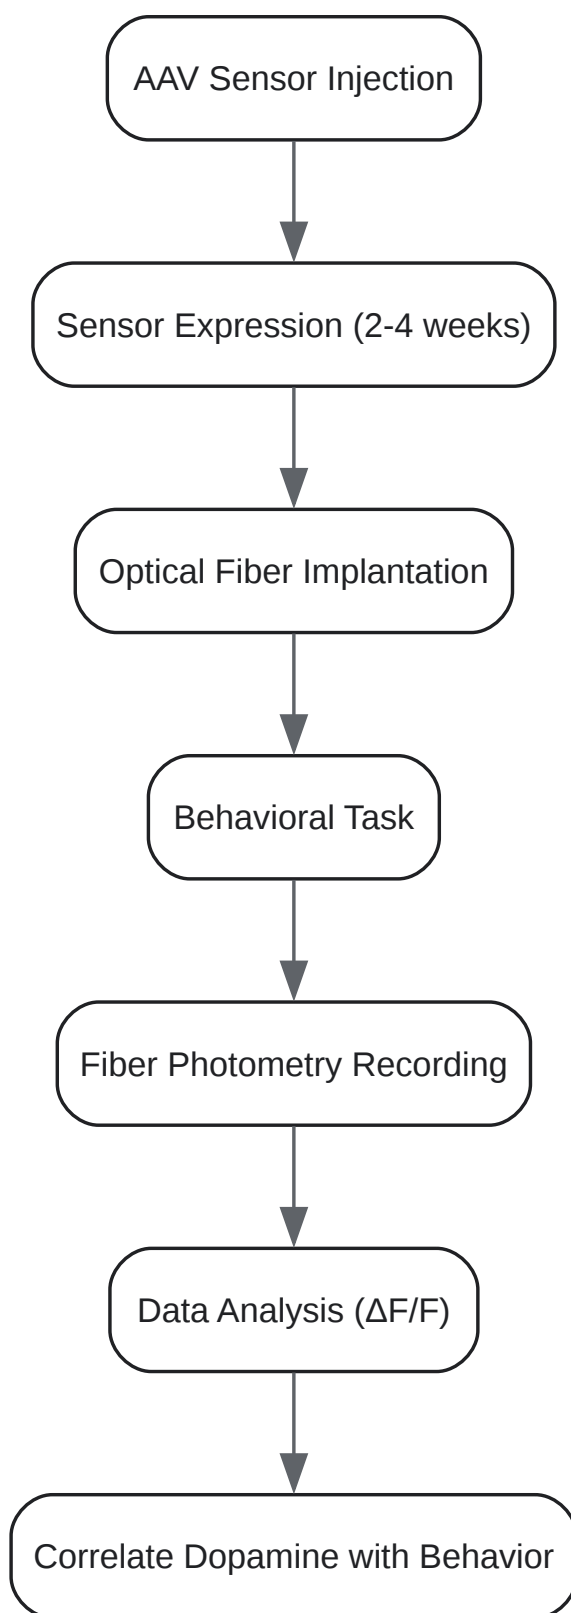 AAV Sensor Injection
Sensor Expression (2-4 weeks)
Optical Fiber Implantation
Behavioral Task
Fiber Photometry Recording
Data Analysis (ΔF/F)
Correlate Dopamine with Behavior